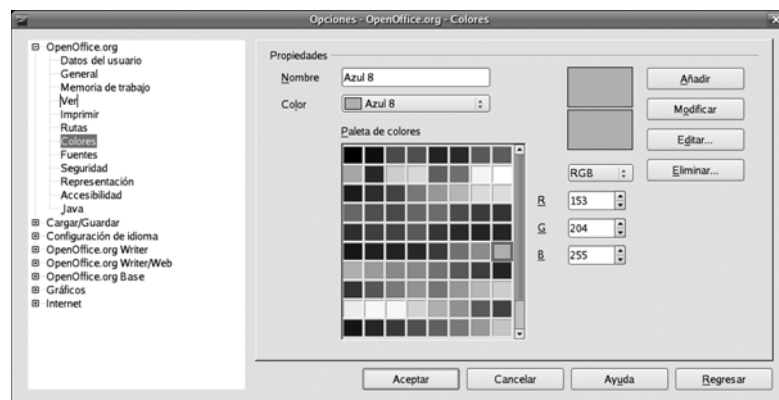 Opciones - OpenOffice.org - Colores
OpenOffice.org
Datos del usuario
General
Memoria de trabajo
Ver
Imprimir
Rutas
Colores
Fuentes
Seguridad
Representación
Accesibilidad
Java
Cargar/Guardar
Configuración de idioma
OpenOffice.org Writer
OpenOffice.org Writer/Web
OpenOffice.org Base
Gráficos
Internet
Propiedades
Nombre
Azul 8
Color
Azul 8
Paleta de colores
RGB
R
153
G
204
B
255
Añadir
Modificar
Editar...
Eliminar...
Aceptar
Cancelar
Ayuda
Regresar